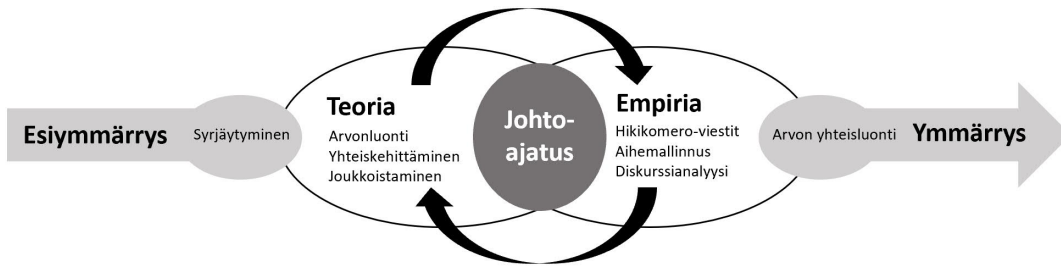 Esiymmärrys
Syrjäytyminen
Teoria
Arvonluonti
Yhteiskehittäminen
Joukkoistaminen
Johto-
ajatus
Empiria
Hikikomero-viestit
Aihemallinnus
Diskurssianalyysi
Arvon yhteisluonti
Ymmärrys